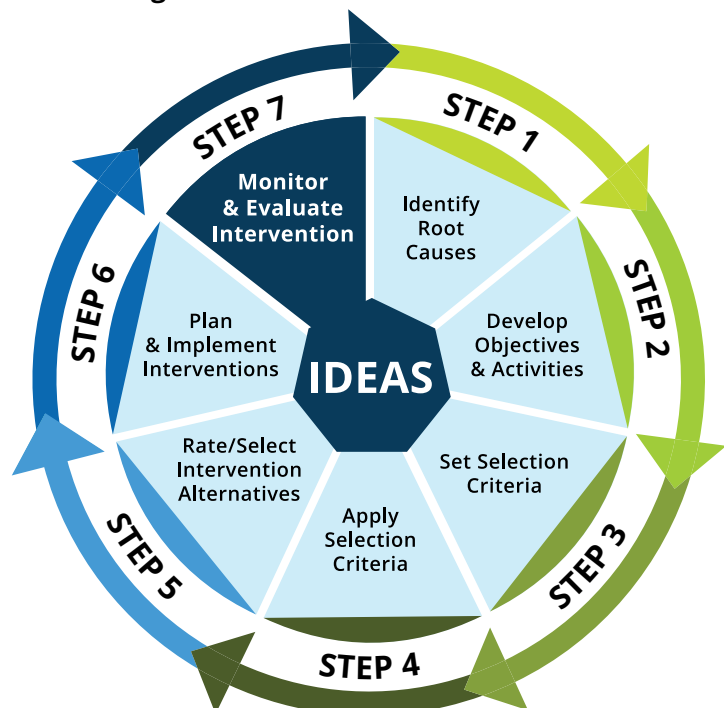 STEP 1
Identify
Root
Causes
STEP 2
Develop
Objectives
& Activities
STEP 3
Set Selection
Criteria
STEP 4
Apply
Selection
Criteria
STEP 5
Rate/Select
Intervention
Alternatives
STEP 6
Plan
& Implement
Interventions
STEP 7
Monitor
& Evaluate
Intervention
IDEAS